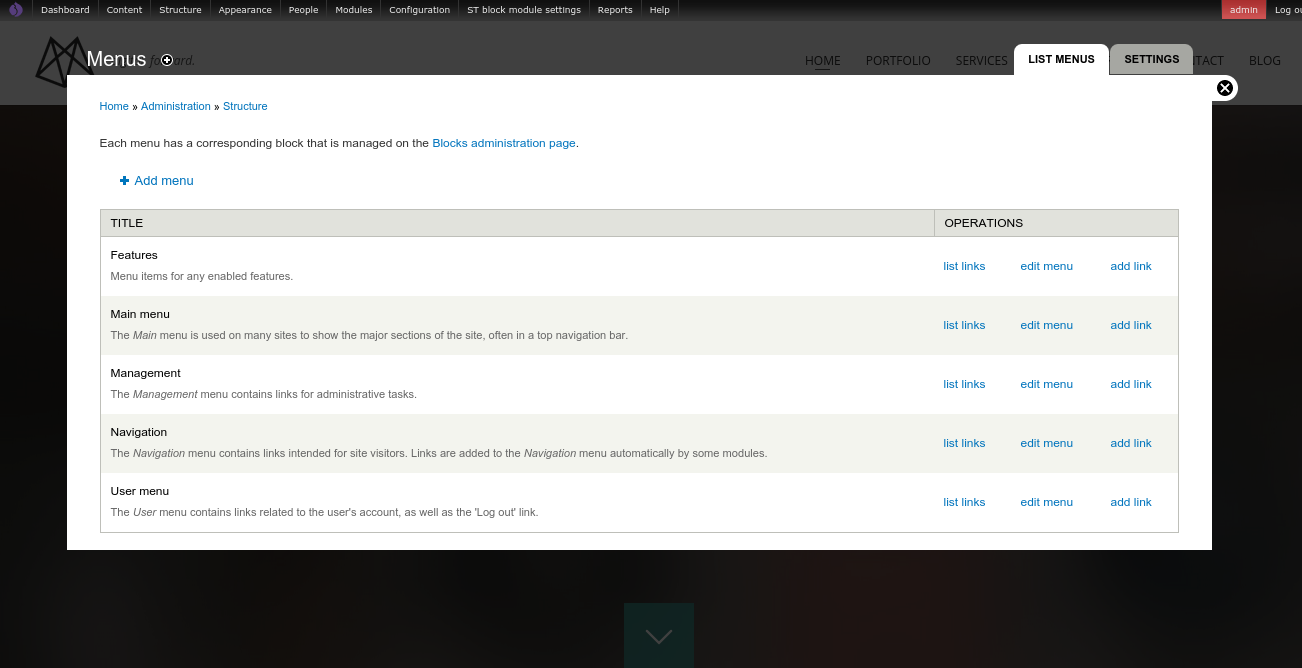 Dashboard Content Structure Appearance People Modules Configuration ST block module settings Reports Help admin Log
Menus
HOME PORTFOLIO SERVICES LIST MENUS SETTINGS BLOG
Home » Administration » Structure
Each menu has a corresponding block that is managed on the Blocks administration page.
Add menu
TITLE OPERATIONS
Features
Menu items for any enabled features.
list links edit menu add link
Main menu
The Main menu is used on many sites to show the major sections of the site, often in a top navigation bar.
list links edit menu add link
Management
The Management menu contains links for administrative tasks.
list links edit menu add link
Navigation
The Navigation menu contains links intended for site visitors. Links are added to the Navigation menu automatically by some modules.
list links edit menu add link
User menu
The User menu contains links related to the user's account, as well as the 'Log out' link.
list links edit menu add link